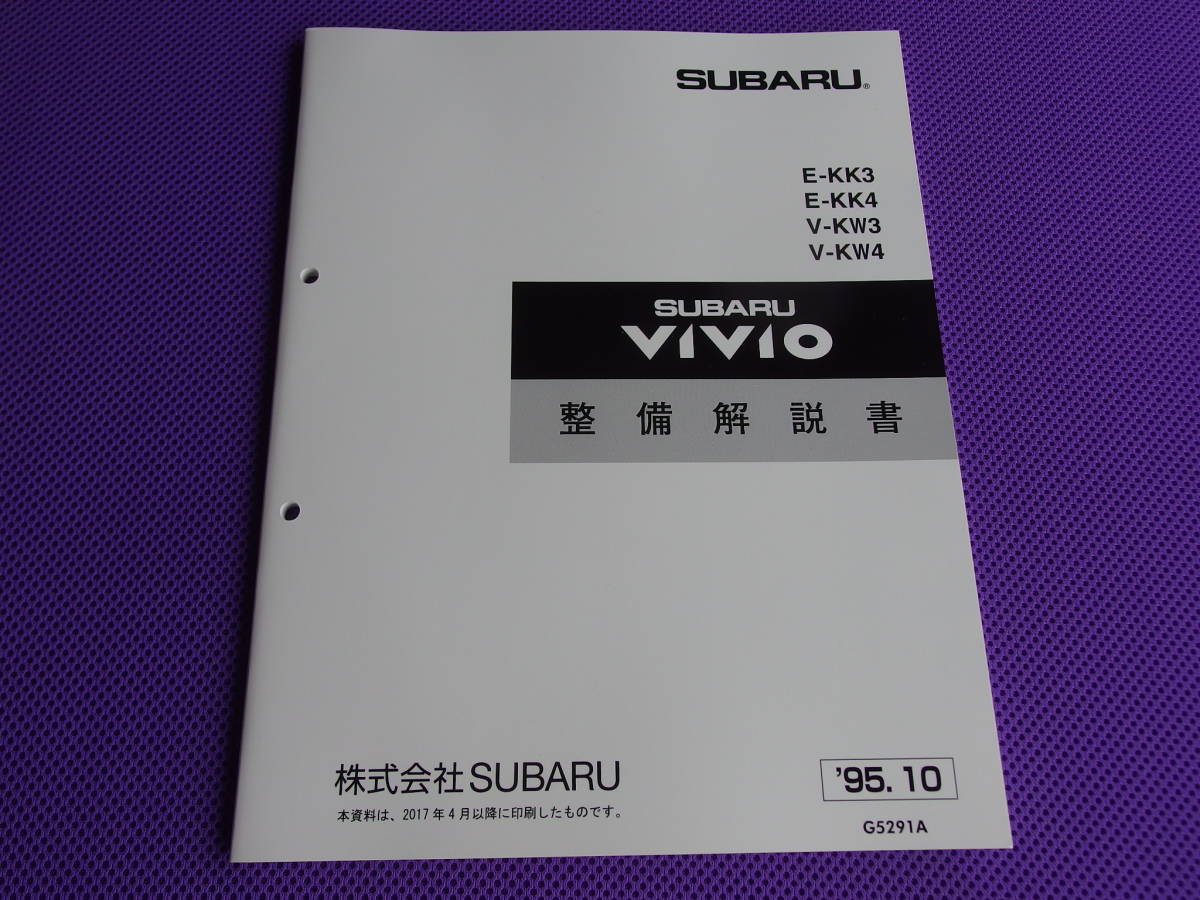 SUBARU®
E-KK3
E-KK4
V-KW3
V-KW4
SUBARU
VIVIO
整備解説書
株式会社SUBARU
本資料は、2017年4月以降に印刷したものです。
'95.10
G5291A